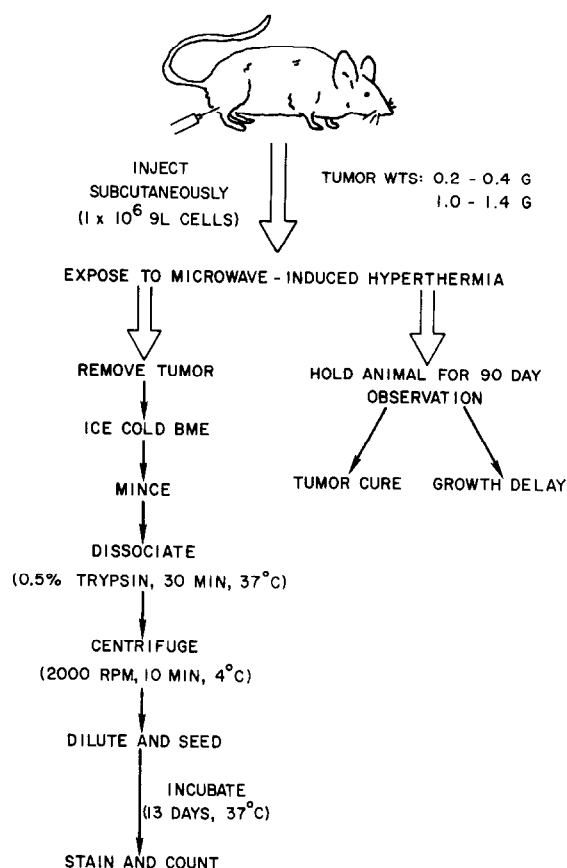 INJECT
SUBCUTANEOUSLY
(1 x 10⁶ 9L CELLS)
TUMOR WTS: 0.2 - 0.4 G
1.0 - 1.4 G
EXPOSE TO MICROWAVE - INDUCED HYPERTHERMIA
REMOVE TUMOR
ICE COLD BME
MINCE
DISSOCIATE
(0.5% TRYPSIN, 30 MIN, 37°C)
CENTRIFUGE
(2000 RPM, 10 MIN, 4°C)
DILUTE AND SEED
INCUBATE
(13 DAYS, 37°C)
STAIN AND COUNT
HOLD ANIMAL FOR 90 DAY
OBSERVATION
TUMOR CURE
GROWTH DELAY